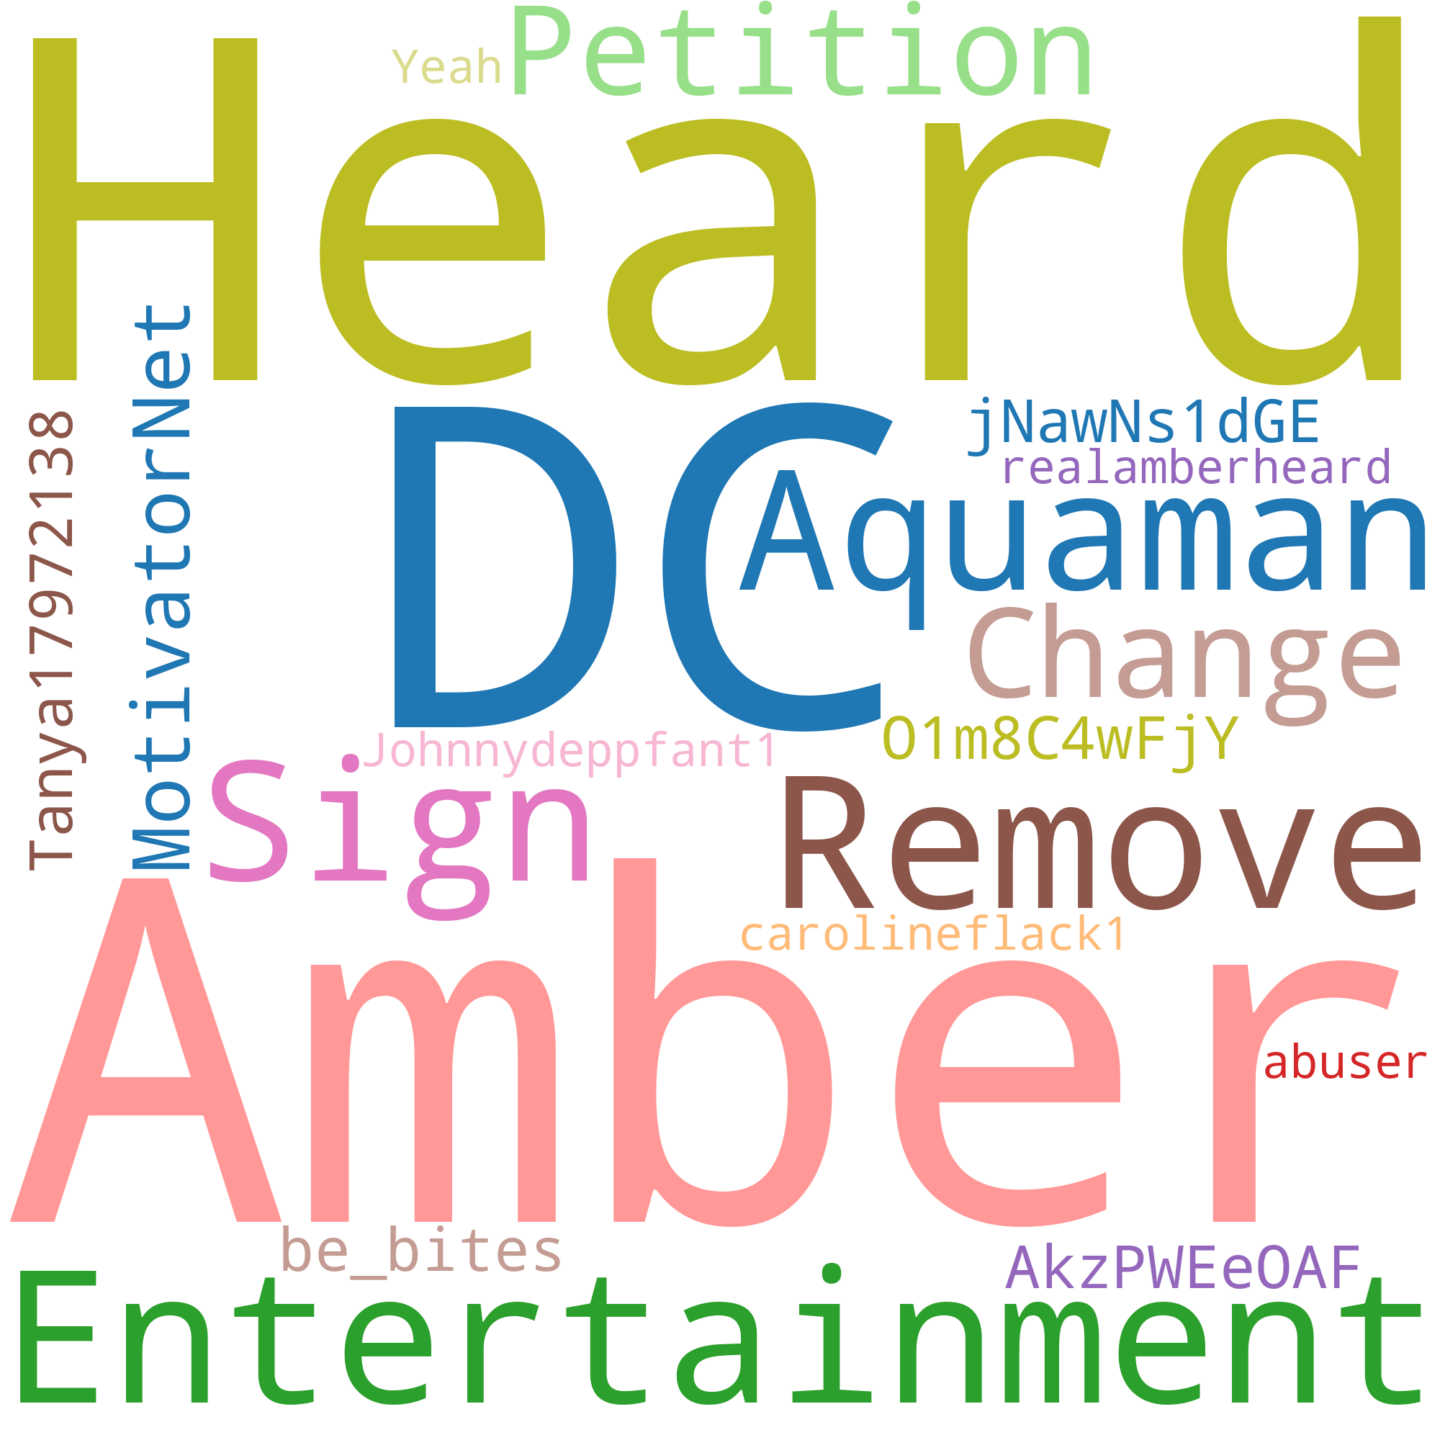 Yeah
Petition
Heard
Tanya17972138
MotivatorNet
DC
jNawNs1dGE
realamberheard
Aquaman
Change
O1m8C4wFjY
Johnnydeppfant1
Sign
Remove
carolineflack1
Amber
abuser
be_bites
AkzPWEeOAF
Entertainment